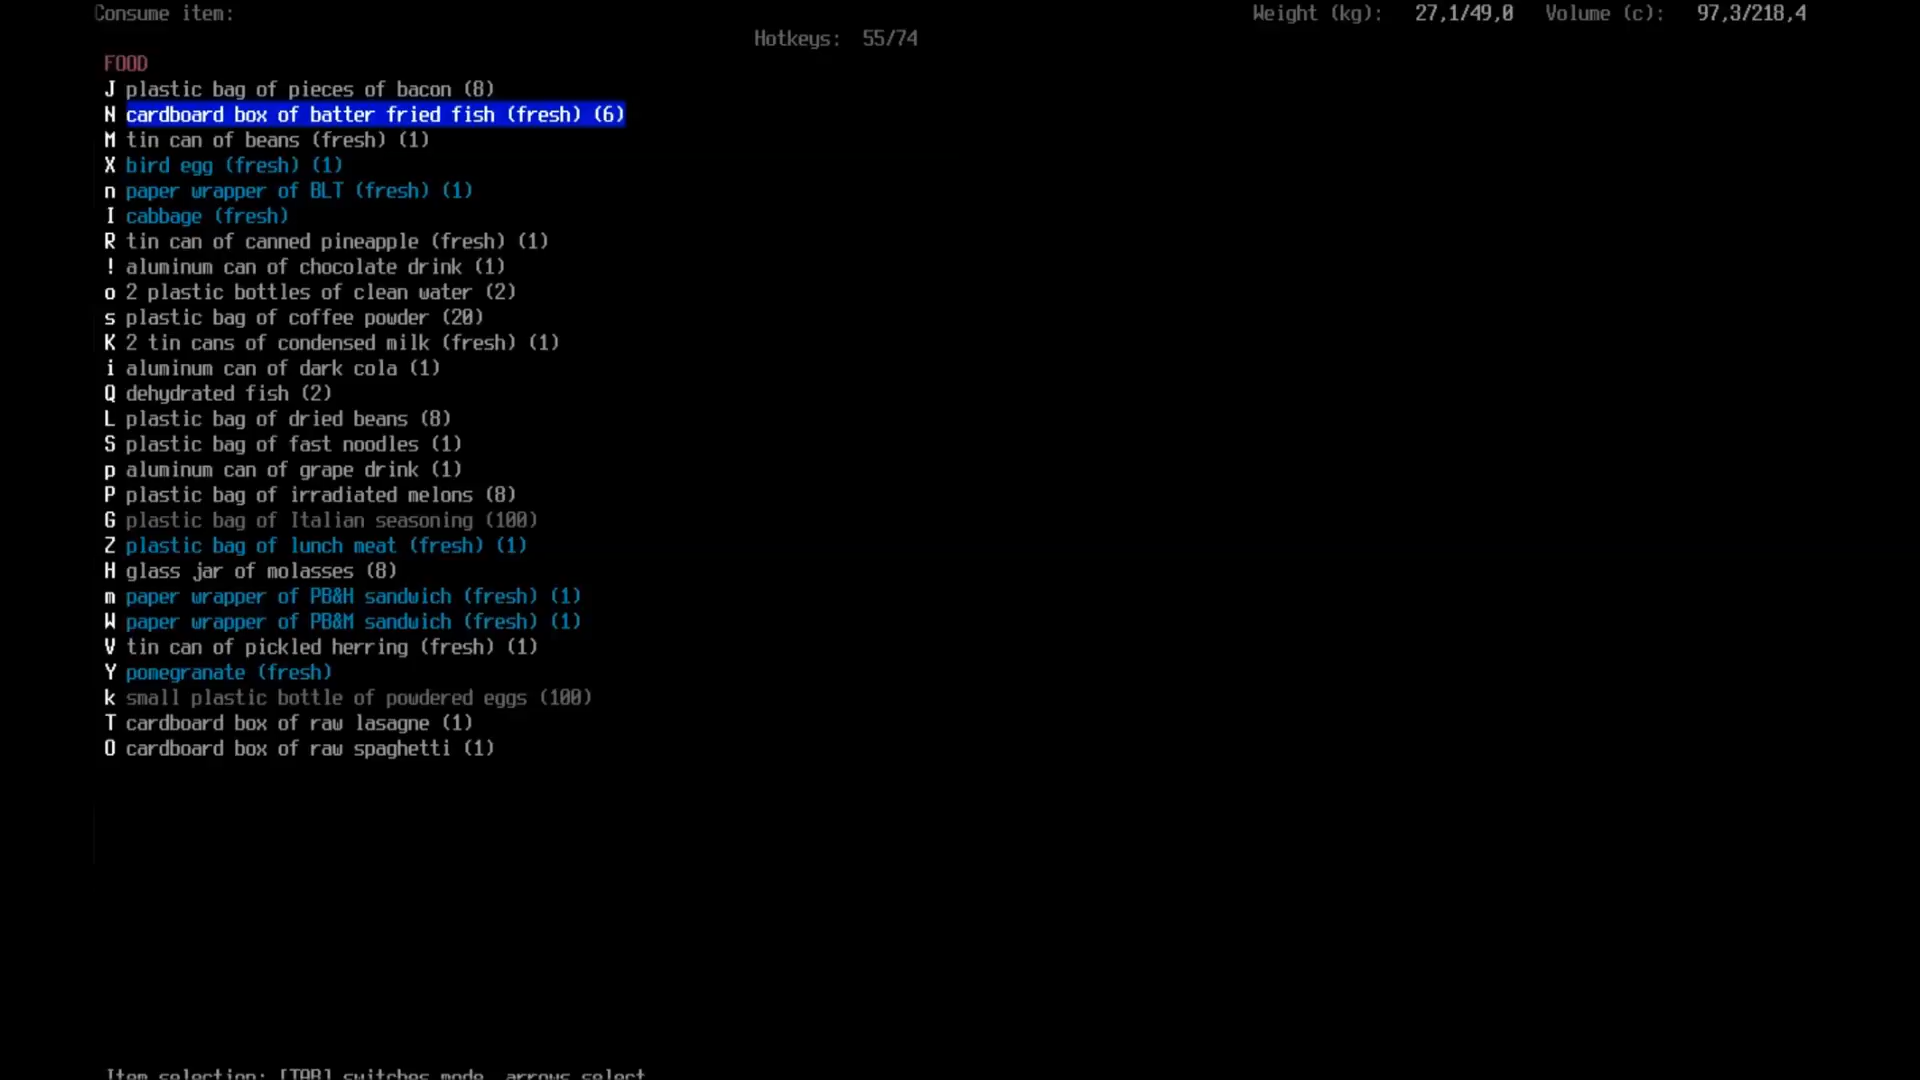 Consume item: Weight (kg): 27,1/49,0 Volume (c): 97,3/218,4
Hotkeys: 55/74
FOOD
J plastic bag of pieces of bacon (8)
N cardboard box of batter fried fish (fresh) (6)
M tin can of beans (fresh) (1)
X bird egg (fresh) (1)
n paper wrapper of BLT (fresh) (1)
I cabbage (fresh)
R tin can of canned pineapple (fresh) (1)
! aluminum can of chocolate drink (1)
o 2 plastic bottles of clean water (2)
s plastic bag of coffee powder (20)
K 2 tin cans of condensed milk (fresh) (1)
i aluminum can of dark cola (1)
Q dehydrated fish (2)
L plastic bag of dried beans (8)
S plastic bag of fast noodles (1)
p aluminum can of grape drink (1)
P plastic bag of irradiated melons (8)
G plastic bag of Italian seasoning (100)
Z plastic bag of lunch meat (fresh) (1)
H glass jar of molasses (8)
m paper wrapper of PB&H sandwich (fresh) (1)
W paper wrapper of PB&M sandwich (fresh) (1)
V tin can of pickled herring (fresh) (1)
Y pomegranate (fresh)
k small plastic bottle of powdered eggs (100)
T cardboard box of raw lasagne (1)
O cardboard box of raw spaghetti (1)
Item selection: [TAB] switches mode, arrows select